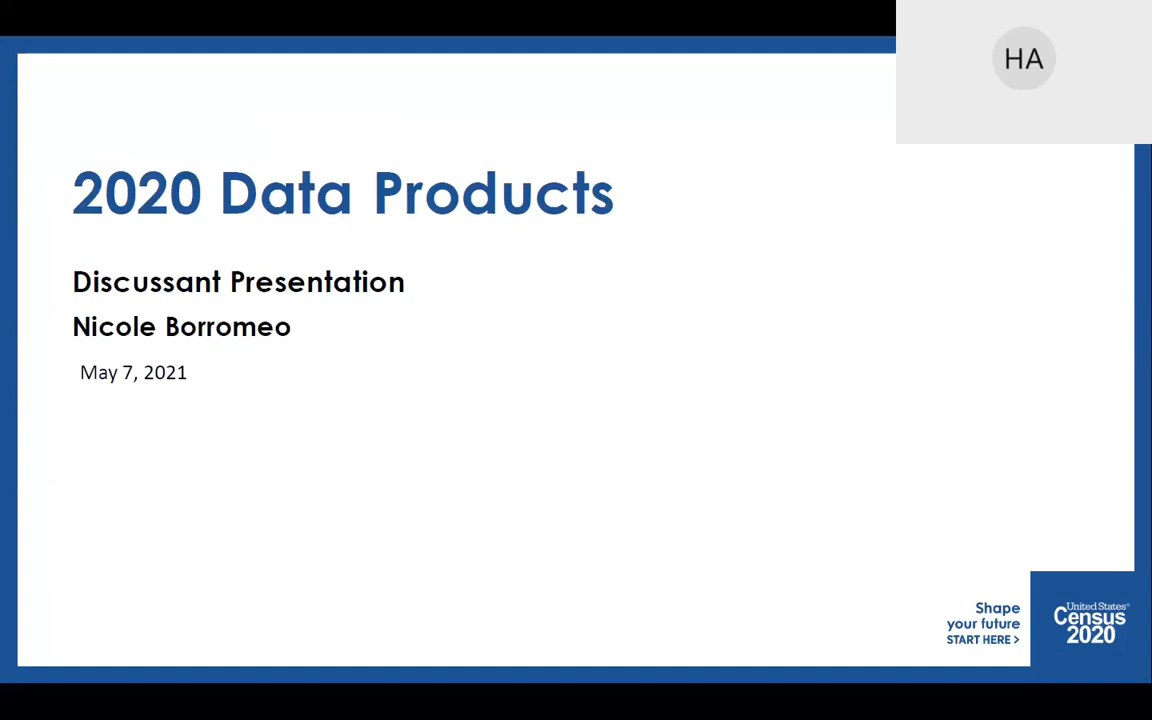 HA
2020 Data Products
Discussant Presentation
Nicole Borromeo
May 7, 2021
Shape
your future
START HERE >
United States®
Census
2020